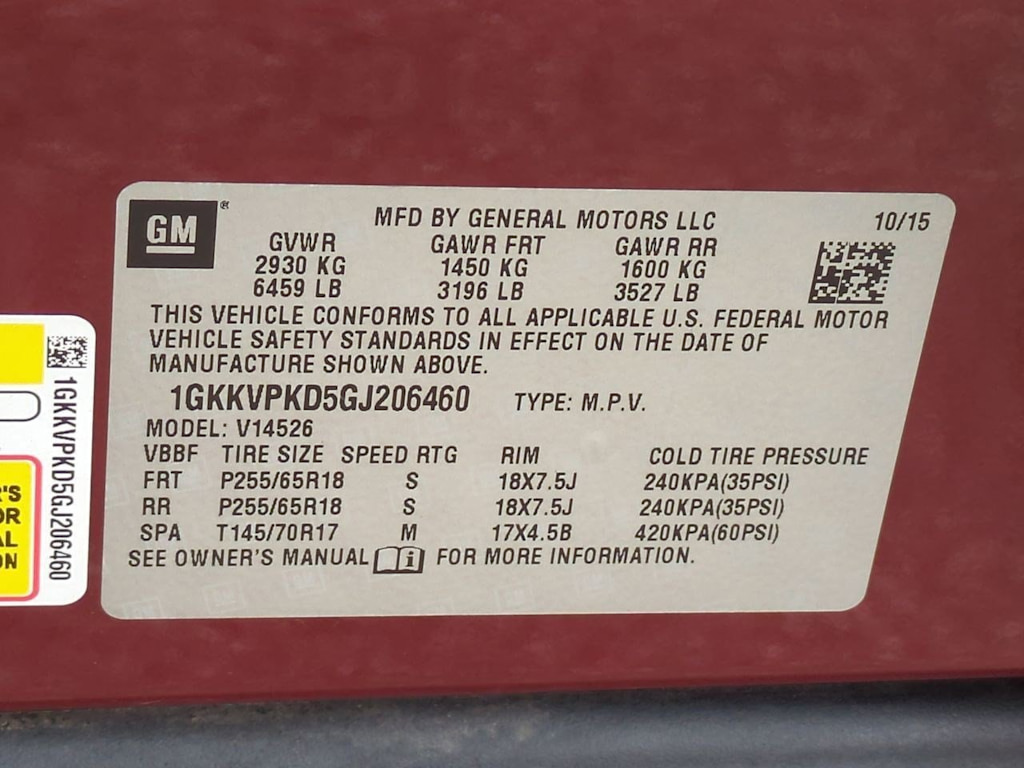 GM®
MFD BY GENERAL MOTORS LLC 10/15
GVWR GAWR FRT GAWR RR
2930 KG 1450 KG 1600 KG
6459 LB 3196 LB 3527 LB
THIS VEHICLE CONFORMS TO ALL APPLICABLE U.S. FEDERAL MOTOR
VEHICLE SAFETY STANDARDS IN EFFECT ON THE DATE OF
MANUFACTURE SHOWN ABOVE.
1GKKVPKD5GJ206460 TYPE: M.P.V.
MODEL: V14526
VBBF TIRE SIZE SPEED RTG RIM COLD TIRE PRESSURE
FRT P255/65R18 S 18X7.5J 240KPA(35PSI)
RR P255/65R18 S 18X7.5J 240KPA(35PSI)
SPA T145/70R17 M 17X4.5B 420KPA(60PSI)
SEE OWNER'S MANUAL i FOR MORE INFORMATION.
1GKKVPKD5GJ206460
R'S
OR
AL
ON